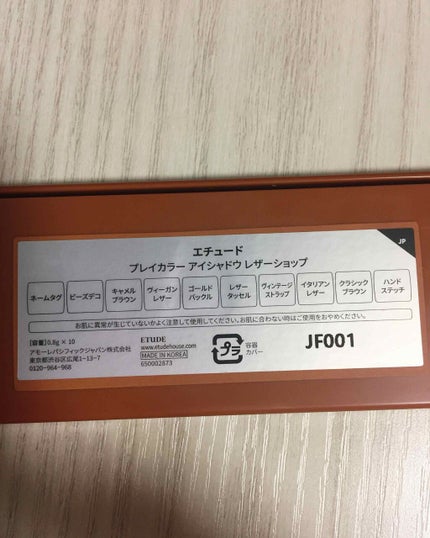 JP
エチュード
プレイカラー アイシャドウ レザーショップ
ネームタグ
ビーズデコ
キャメル
ブラウン
ヴィーガン
レザー
ゴールド
バックル
レザー
タッセル
ヴィンテージ
ストラップ
イタリアン
レザー
クラシック
ブラウン
ハンド
ステッチ
お肌に異常が生じていないかよく注意して使用してください。お肌に合わない時はご使用をおやめください。
【容量】0.8g × 10
アモーレパシフィックジャパン株式会社
東京都渋谷区広尾1-13-7
0120-964-968
ETUDE
www.etudehouse.com
MADE IN KOREA
650002873
プラ
容器
カバー
JF001